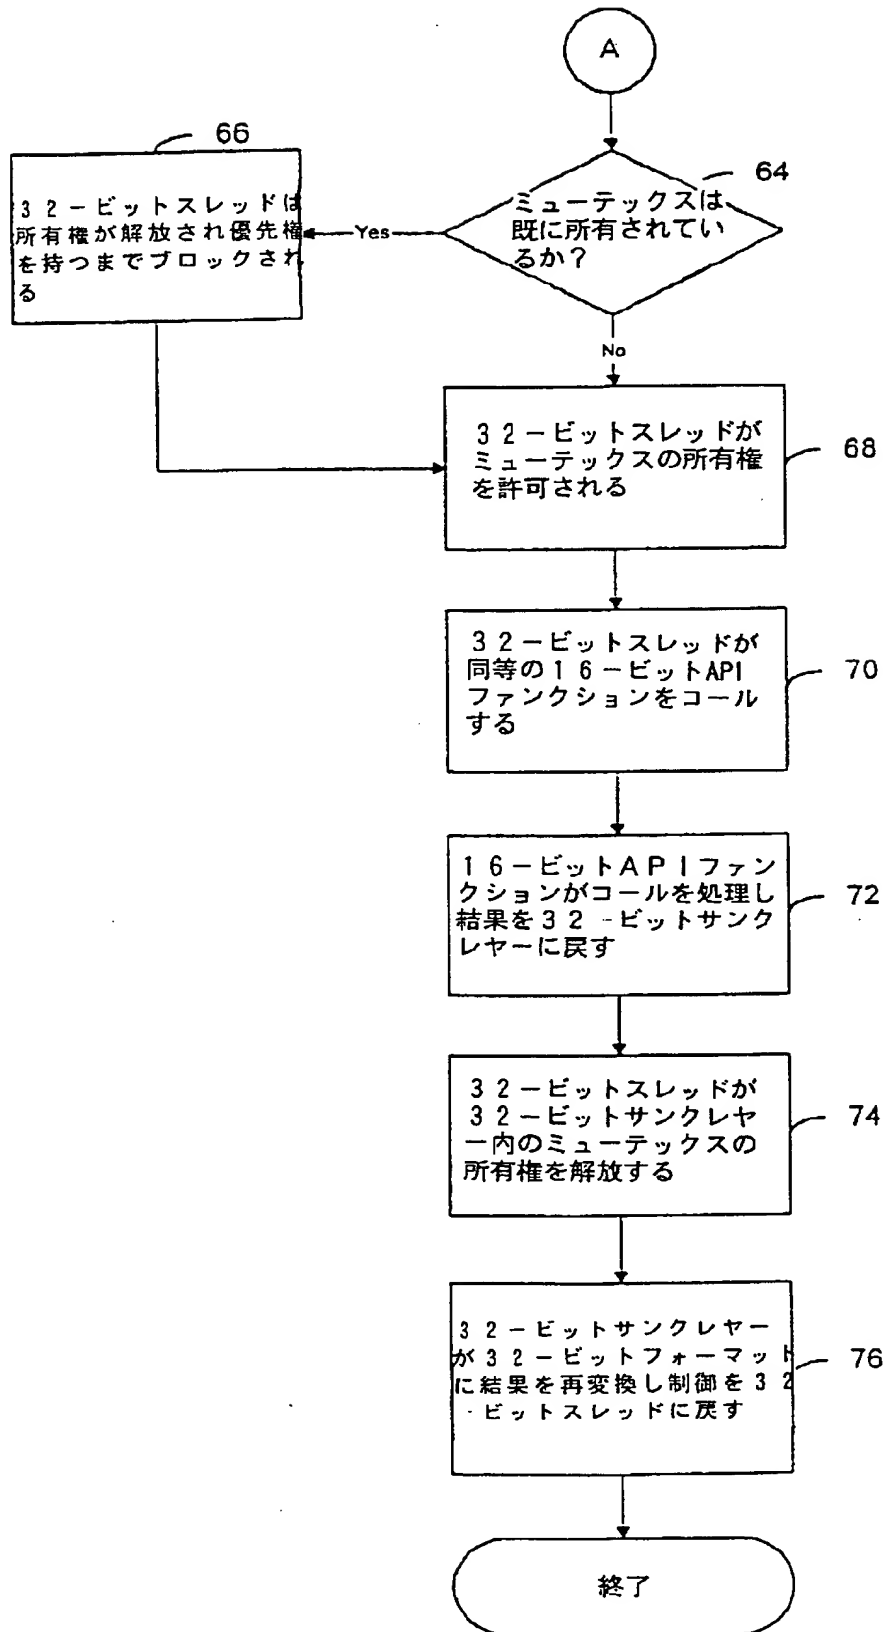 A
66
64
ミューテックスは
既に所有されてい
るか？
Yes
32－ビットスレッドは
所有権が解放され優先権
を持つまでブロックされ
る
No
32－ビットスレッドが
ミューテックスの所有権
を許可される
68
32－ビットスレッドが
同等の16－ビットAPI
ファンクションをコール
する
70
16－ビットAPIファン
クションがコールを処理し
結果を32-ビットサンク
レヤーに戻す
72
32－ビットスレッドが
32－ビットサンクレヤ
ー内のミューテックスの
所有権を解放する
74
32－ビットサンクレヤー
が32－ビットフォーマット
に結果を再変換し制御を32
-ビットスレッドに戻す
76
終了